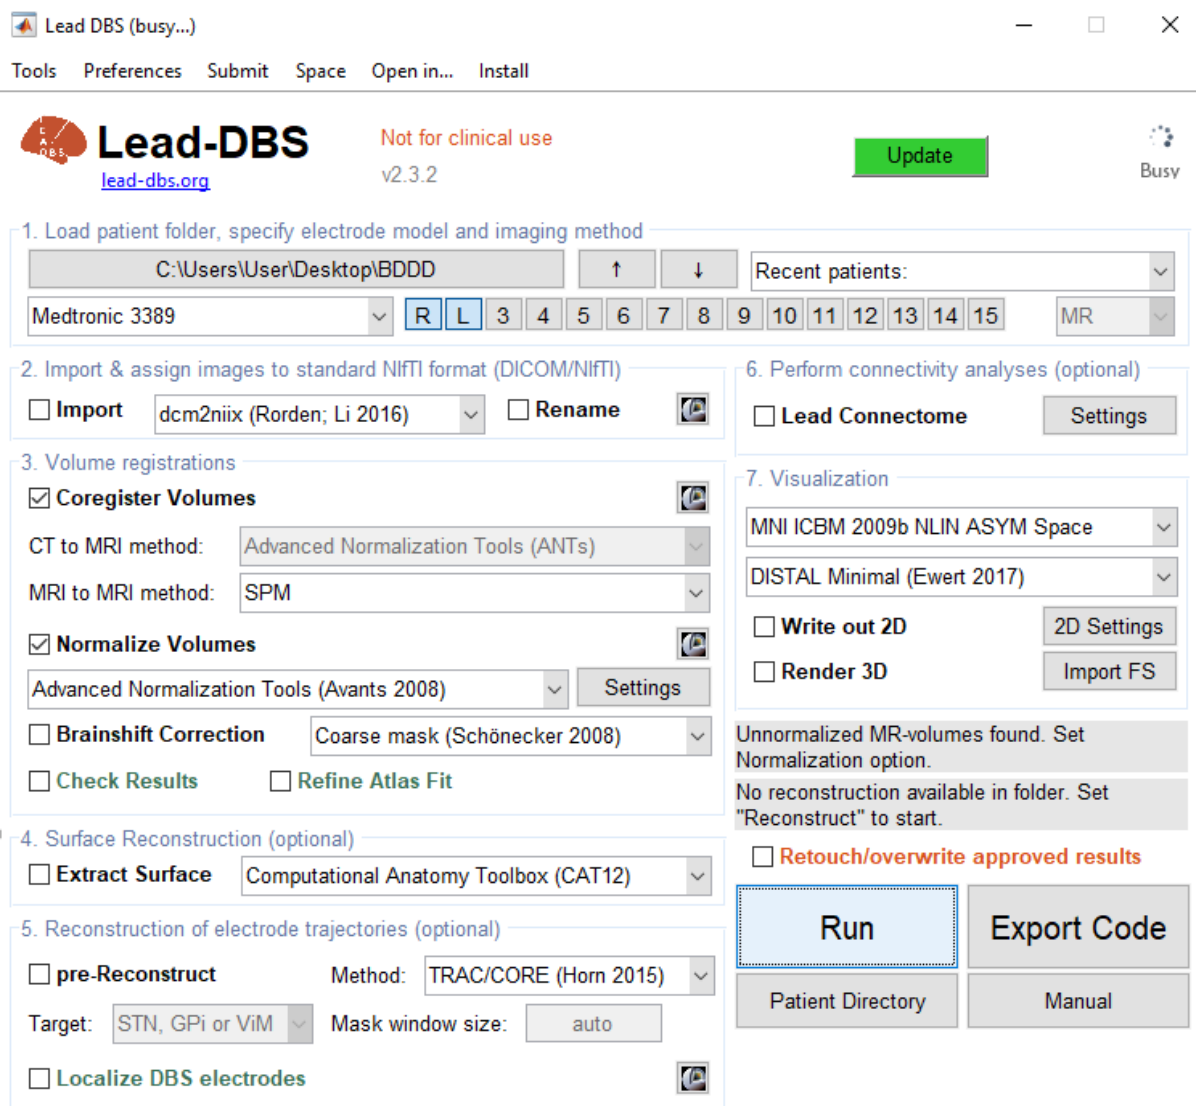 Lead DBS (busy...)
Tools Preferences Submit Space Open in... Install
LEAD DBS
Lead-DBS
lead-dbs.org
Not for clinical use
v2.3.2
Update
Busy
1. Load patient folder, specify electrode model and imaging method
C:\Users\User\Desktop\BDDD ↑ ↓ Recent patients:
Medtronic 3389 R L 3 4 5 6 7 8 9 10 11 12 13 14 15 MR
2. Import & assign images to standard NIfTI format (DICOM/NIfTI)
Import dcm2niix (Rorden; Li 2016) Rename
3. Volume registrations
Coregister Volumes
CT to MRI method: Advanced Normalization Tools (ANTs)
MRI to MRI method: SPM
Normalize Volumes
Advanced Normalization Tools (Avants 2008) Settings
Brainshift Correction Coarse mask (Schönecker 2008)
Check Results Refine Atlas Fit
4. Surface Reconstruction (optional)
Extract Surface Computational Anatomy Toolbox (CAT12)
5. Reconstruction of electrode trajectories (optional)
pre-Reconstruct Method: TRAC/CORE (Horn 2015)
Target: STN, GPi or ViM Mask window size: auto
Localize DBS electrodes
6. Perform connectivity analyses (optional)
Lead Connectome Settings
7. Visualization
MNI ICBM 2009b NLIN ASYM Space
DISTAL Minimal (Ewert 2017)
Write out 2D 2D Settings
Render 3D Import FS
Unnormalized MR-volumes found. Set
Normalization option.
No reconstruction available in folder. Set
"Reconstruct" to start.
Retouch/overwrite approved results
Run Export Code
Patient Directory Manual